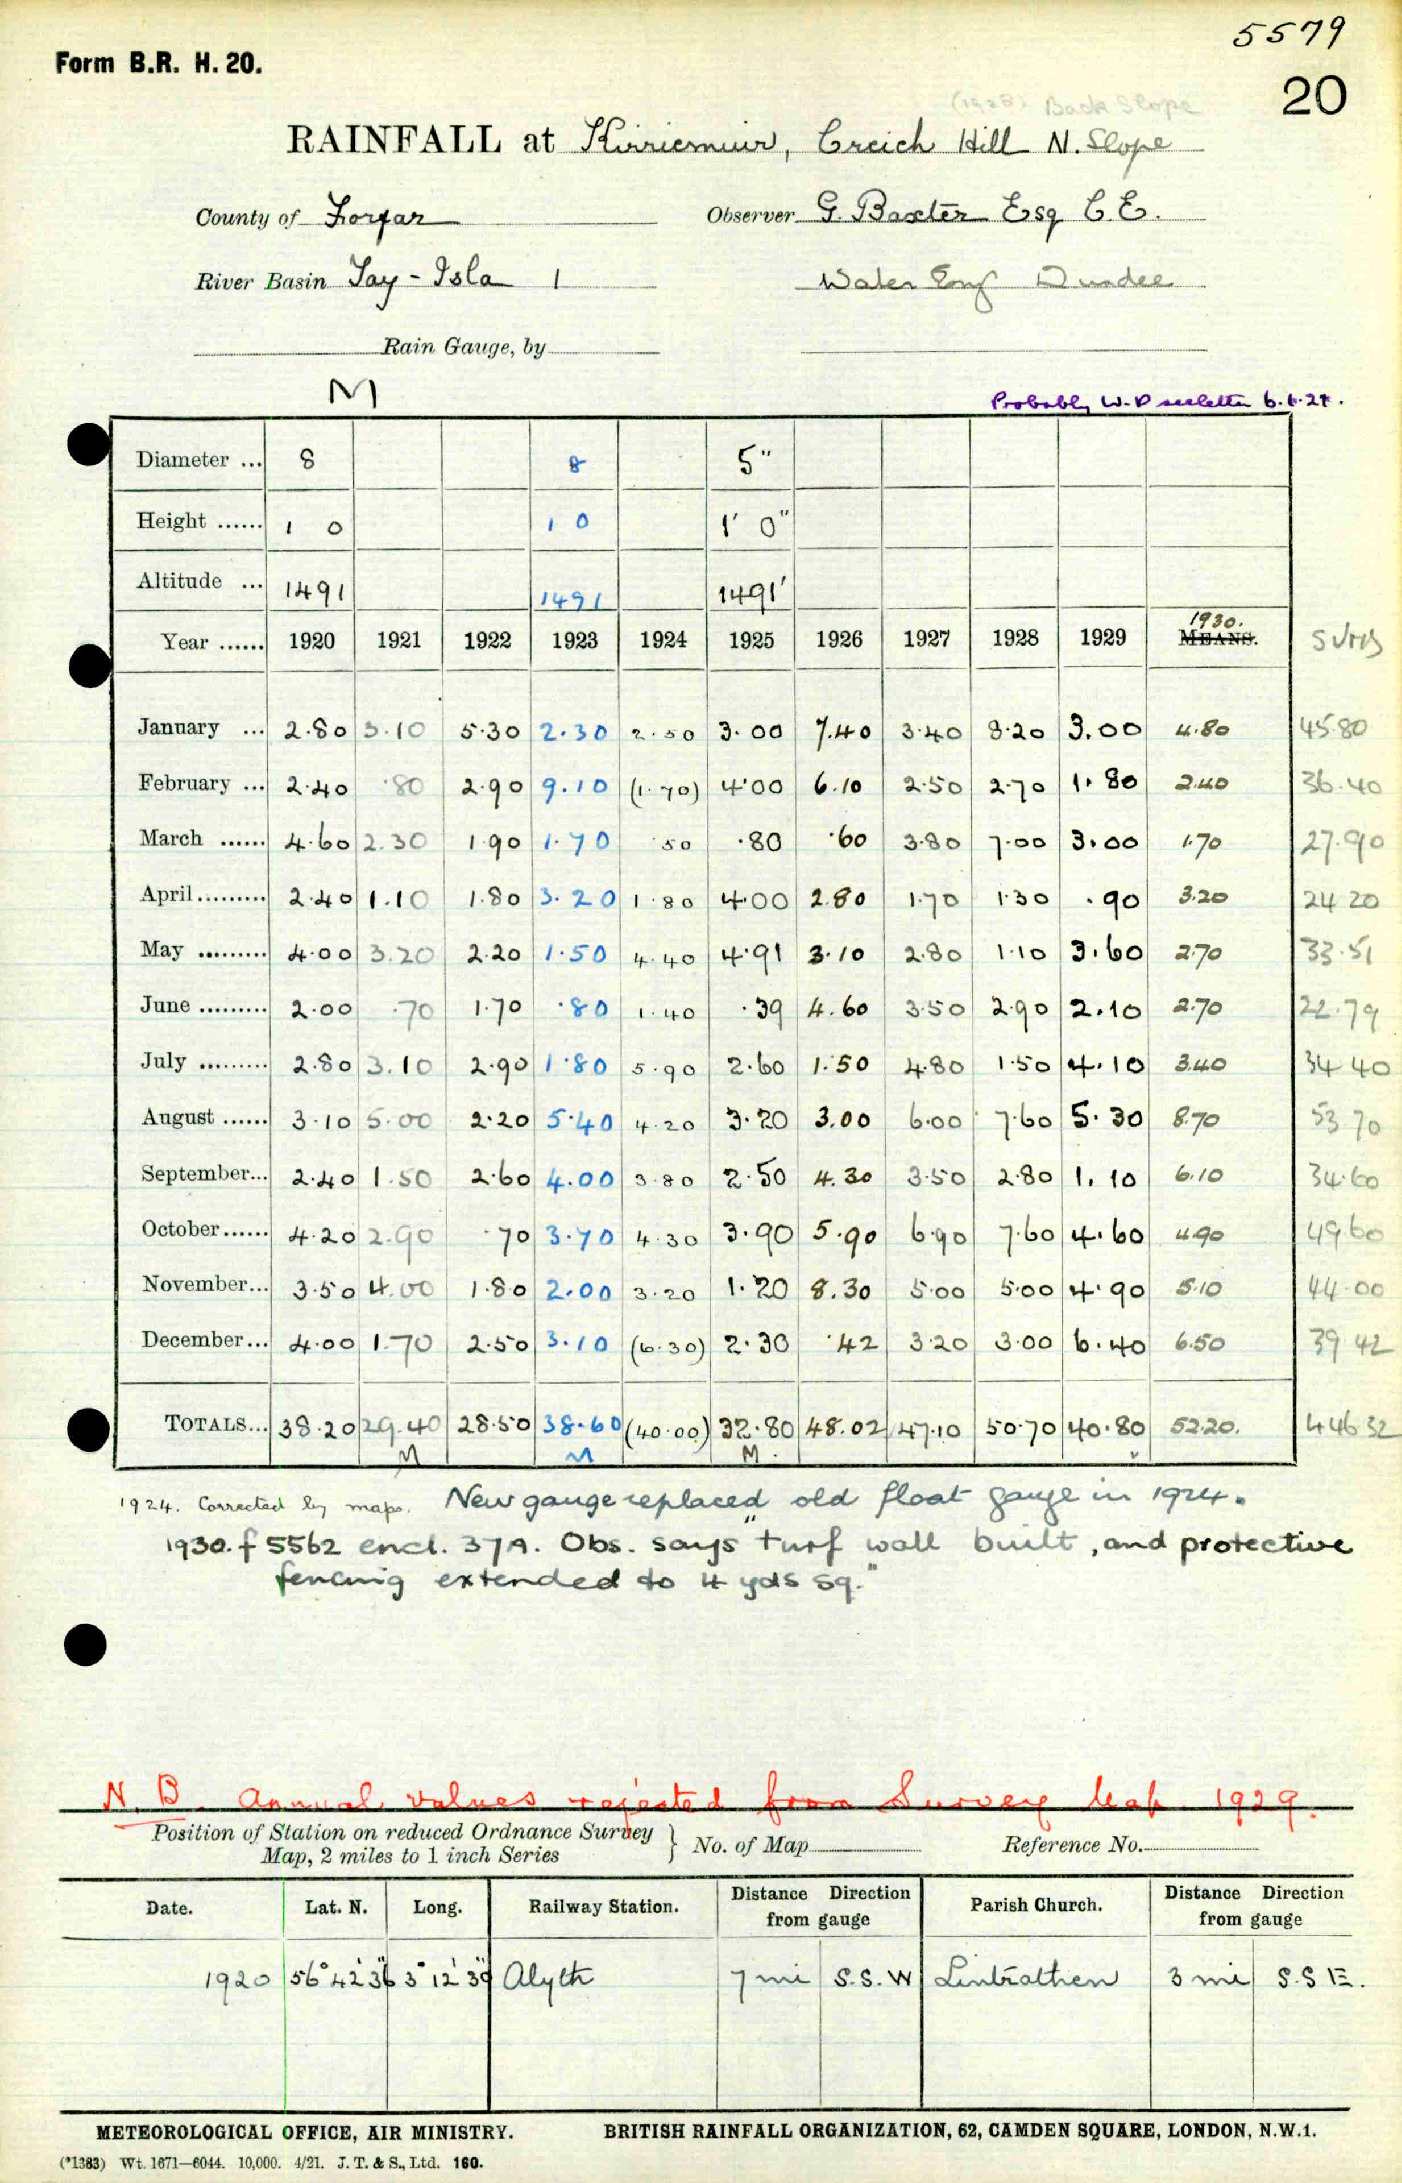 5579
Form B.R. H. 20.
20
(1928) Back Slope
RAINFALL at Kirriemuir, Creich Hill N. Slope
County of Forfar Observer G. Baxter Esq C.E.
River Basin Tay - Isla 1 Water Eng Dundee
Rain Gauge, by
M
Probably W.D see letter 6.6.27.
Diameter ... 8 8 5"
Height ...... 1 0 1 0 1' 0"
Altitude ... 1491 1491 1491'
Year ...... 1920 1921 1922 1923 1924 1925 1926 1927 1928 1929 1930. MEANS. SUMS
January ... 2.80 3.10 5.30 2.30 2.50 3.00 7.40 3.40 8.20 3.00 4.80 45.80
February ... 2.40 .80 2.90 9.10 (1.70) 4.00 6.10 2.50 2.70 1.80 2.40 36.40
March ...... 4.60 2.30 1.90 1.70 .50 .80 .60 3.80 7.00 3.00 1.70 27.90
April......... 2.40 1.10 1.80 3.20 1.80 4.00 2.80 1.70 1.30 .90 3.20 24 20
May ......... 4.00 3.20 2.20 1.50 4.40 4.91 3.10 2.80 1.10 3.60 2.70 33.51
June ......... 2.00 .70 1.70 .80 1.40 .39 4.60 3.50 2.90 2.10 2.70 22.79
July ......... 2.80 3.10 2.90 1.80 5.90 2.60 1.50 4.80 1.50 4.10 3.40 34 40
August ...... 3.10 5.00 2.20 5.40 4.20 3.20 3.00 6.00 7.60 5.30 8.70 53.70
September... 2.40 1.50 2.60 4.00 3.80 2.50 4.30 3.50 2.80 1.10 6.10 34.60
October...... 4.20 2.90 .70 3.70 4.30 3.90 5.90 6.90 7.60 4.60 4.90 49.60
November... 3.50 4.00 1.80 2.00 3.20 1.20 8.30 5.00 5.00 4.90 5.10 44.00
December... 4.00 1.70 2.50 3.10 (6.30) 2.30 .42 3.20 3.00 6.40 6.50 39 42
TOTALS... 38.20 29.40 28.50 38.60 (40.00) 32.80 48.02 47.10 50.70 40.80 52.20. 446 32
M M M.
1924. Corrected by maps. New gauge replaced old float gauge in 1924.
1930. f 5562 encl. 37A. Obs. says "turf wall built, and protective
fencing extended to 4 yds sq."
N.B. Annual values rejected from Survey Map 1929.
Position of Station on reduced Ordnance Survey
Map, 2 miles to 1 inch Series } No. of Map Reference No.
Date. Lat. N. Long. Railway Station. Distance Direction from gauge Parish Church. Distance Direction from gauge
1920 56° 42' 36" 3° 12' 39" Alyth 7 mi S.S.W Lintrathen 3 mi S.S E.
METEOROLOGICAL OFFICE, AIR MINISTRY. BRITISH RAINFALL ORGANIZATION, 62, CAMDEN SQUARE, LONDON, N.W.1.
(*1383) Wt. 1671—6044. 10,000. 4/21. J. T. & S., Ltd. 160.